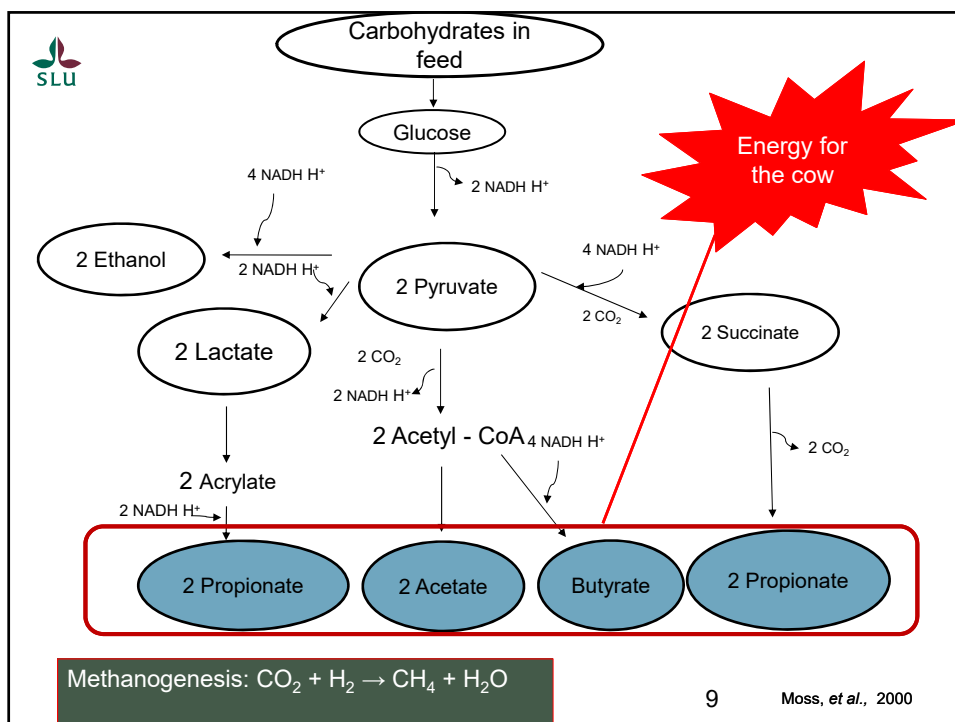 SLU
Carbohydrates in
feed
Glucose
2 NADH H⁺
Energy for
the cow
4 NADH H⁺
2 Ethanol
2 NADH H⁺
2 Pyruvate
4 NADH H⁺
2 CO₂
2 Succinate
2 Lactate
2 CO₂
2 NADH H⁺
2 Acetyl - CoA
4 NADH H⁺
2 CO₂
2 Acrylate
2 NADH H⁺
2 Propionate
2 Acetate
Butyrate
2 Propionate
Methanogenesis: CO₂ + H₂ → CH₄ + H₂O
9
Moss, et al., 2000